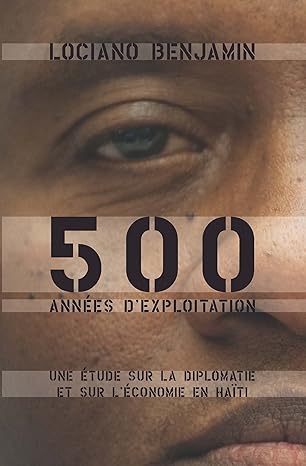 LOCIANO BENJAMIN
500
ANNÉES D'EXPLOITATION
UNE ÉTUDE SUR LA DIPLOMATIE
ET SUR L'ÉCONOMIE EN HAÏTI